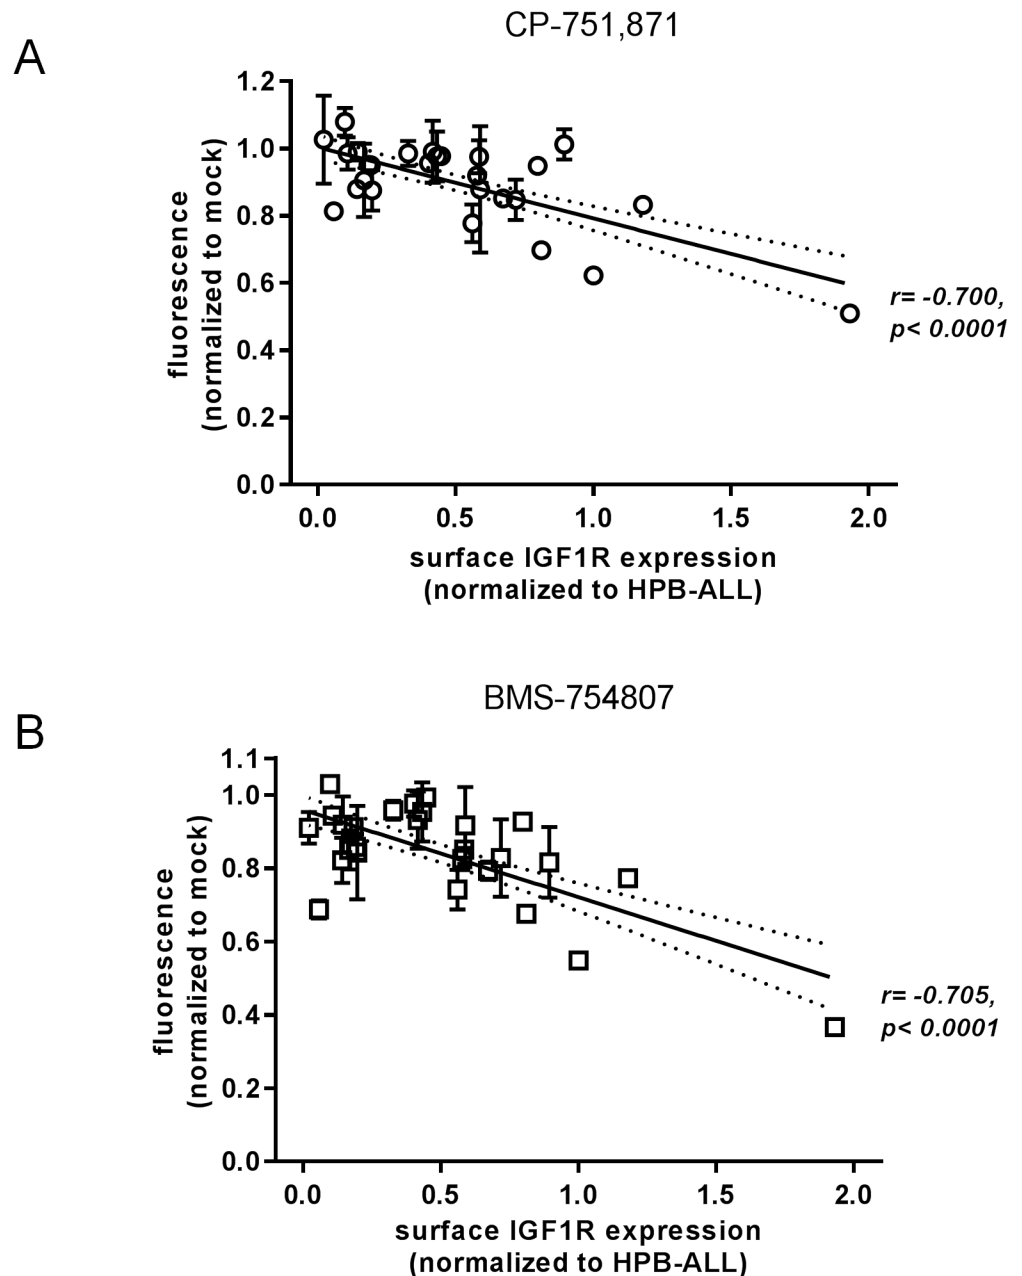 A
CP-751,871
1.2
1.0
0.8
0.6
0.4
0.2
0.0
fluorescence
(normalized to mock)
r= -0.700,
p< 0.0001
0.0 0.5 1.0 1.5 2.0
surface IGF1R expression
(normalized to HPB-ALL)
B
BMS-754807
1.1
1.0
0.8
0.6
0.4
0.2
0.0
fluorescence
(normalized to mock)
r= -0.705,
p< 0.0001
0.0 0.5 1.0 1.5 2.0
surface IGF1R expression
(normalized to HPB-ALL)